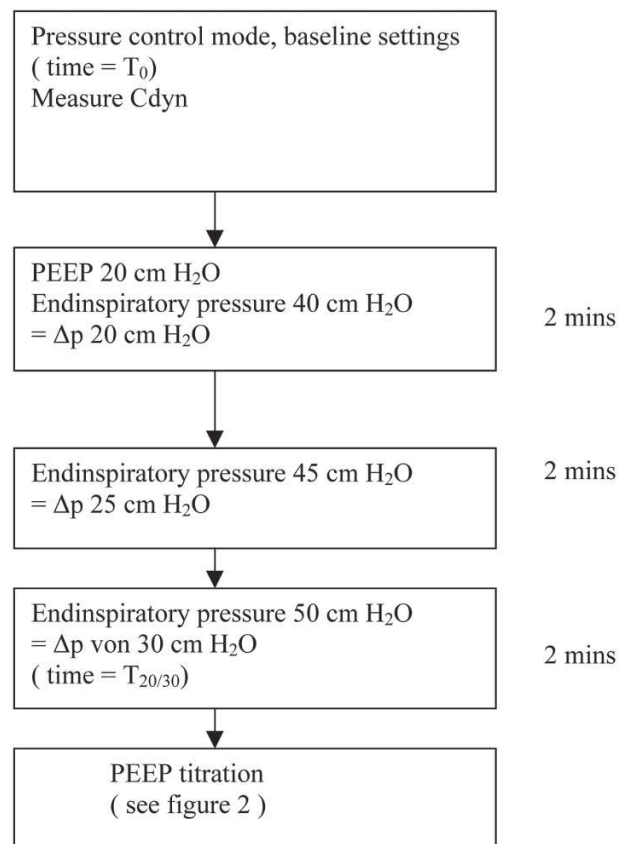 Pressure control mode, baseline settings
( time = T₀)
Measure Cdyn
PEEP 20 cm H₂O
Endinspiratory pressure 40 cm H₂O
= Δp 20 cm H₂O
2 mins
Endinspiratory pressure 45 cm H₂O
= Δp 25 cm H₂O
2 mins
Endinspiratory pressure 50 cm H₂O
= Δp von 30 cm H₂O
( time = T₂₀/₃₀)
2 mins
PEEP titration
( see figure 2 )